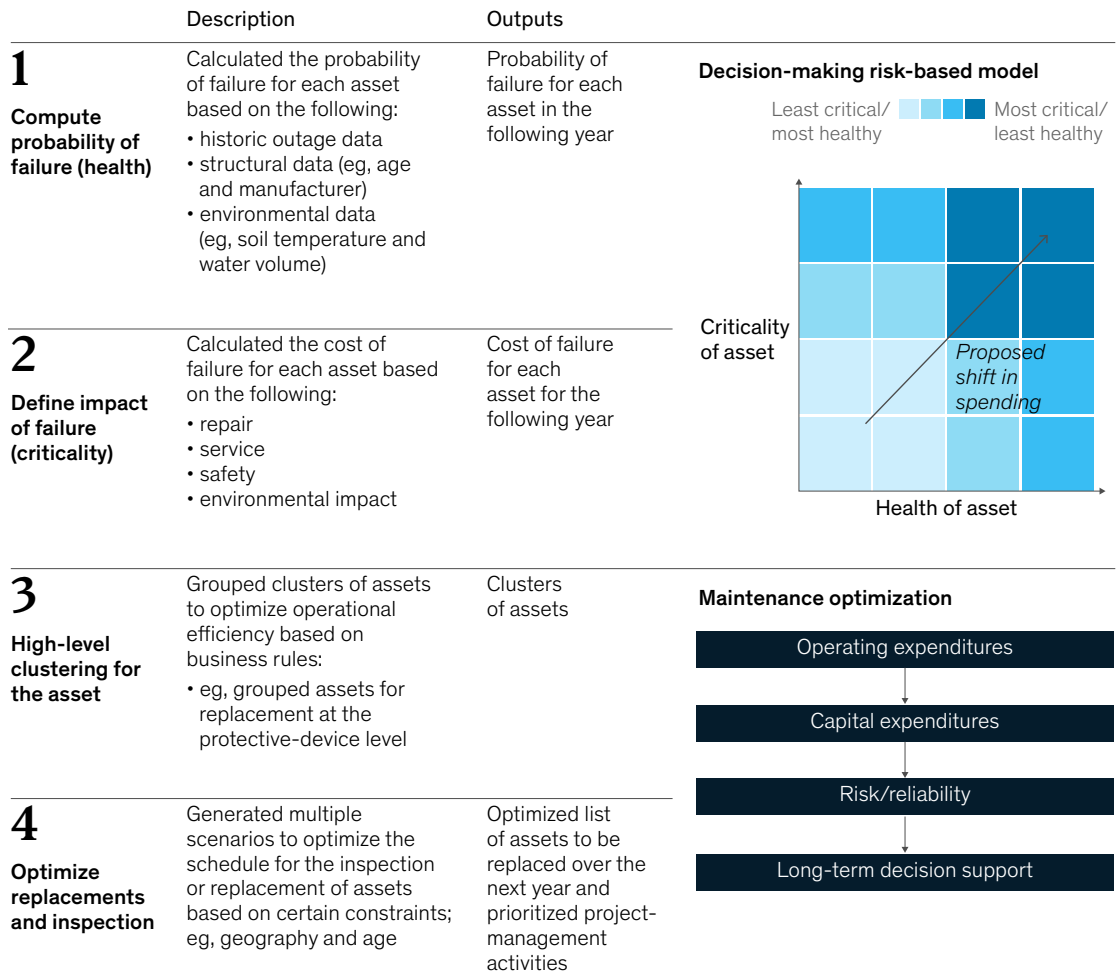 Description
Outputs
1
Compute
probability of
failure (health)
Calculated the probability
of failure for each asset
based on the following:
• historic outage data
• structural data (eg, age
and manufacturer)
• environmental data
(eg, soil temperature and
water volume)
Probability of
failure for each
asset in the
following year
2
Define impact
of failure
(criticality)
Calculated the cost of
failure for each asset based
on the following:
• repair
• service
• safety
• environmental impact
Cost of failure
for each
asset for the
following year
Decision-making risk-based model
Least critical/
most healthy
Most critical/
least healthy
Criticality
of asset
Proposed
shift in
spending
Health of asset
3
High-level
clustering for
the asset
Grouped clusters of assets
to optimize operational
efficiency based on
business rules:
• eg, grouped assets for
replacement at the
protective-device level
Clusters
of assets
4
Optimize
replacements
and inspection
Generated multiple
scenarios to optimize the
schedule for the inspection
or replacement of assets
based on certain constraints;
eg, geography and age
Optimized list
of assets to be
replaced over the
next year and
prioritized project-
management
activities
Maintenance optimization
Operating expenditures
Capital expenditures
Risk/reliability
Long-term decision support